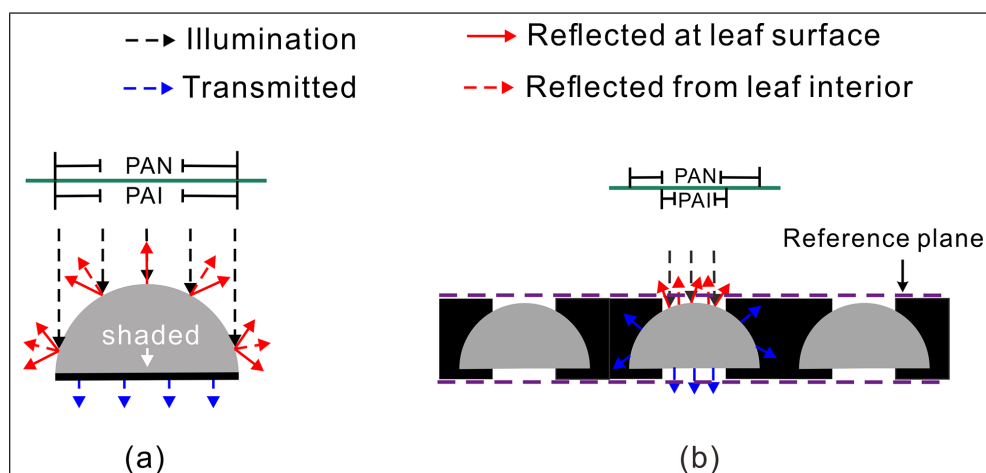 Illumination
Reflected at leaf surface
Transmitted
Reflected from leaf interior
PAN
PAI
PAN
PAI
Reference plane
shaded
(a)
(b)